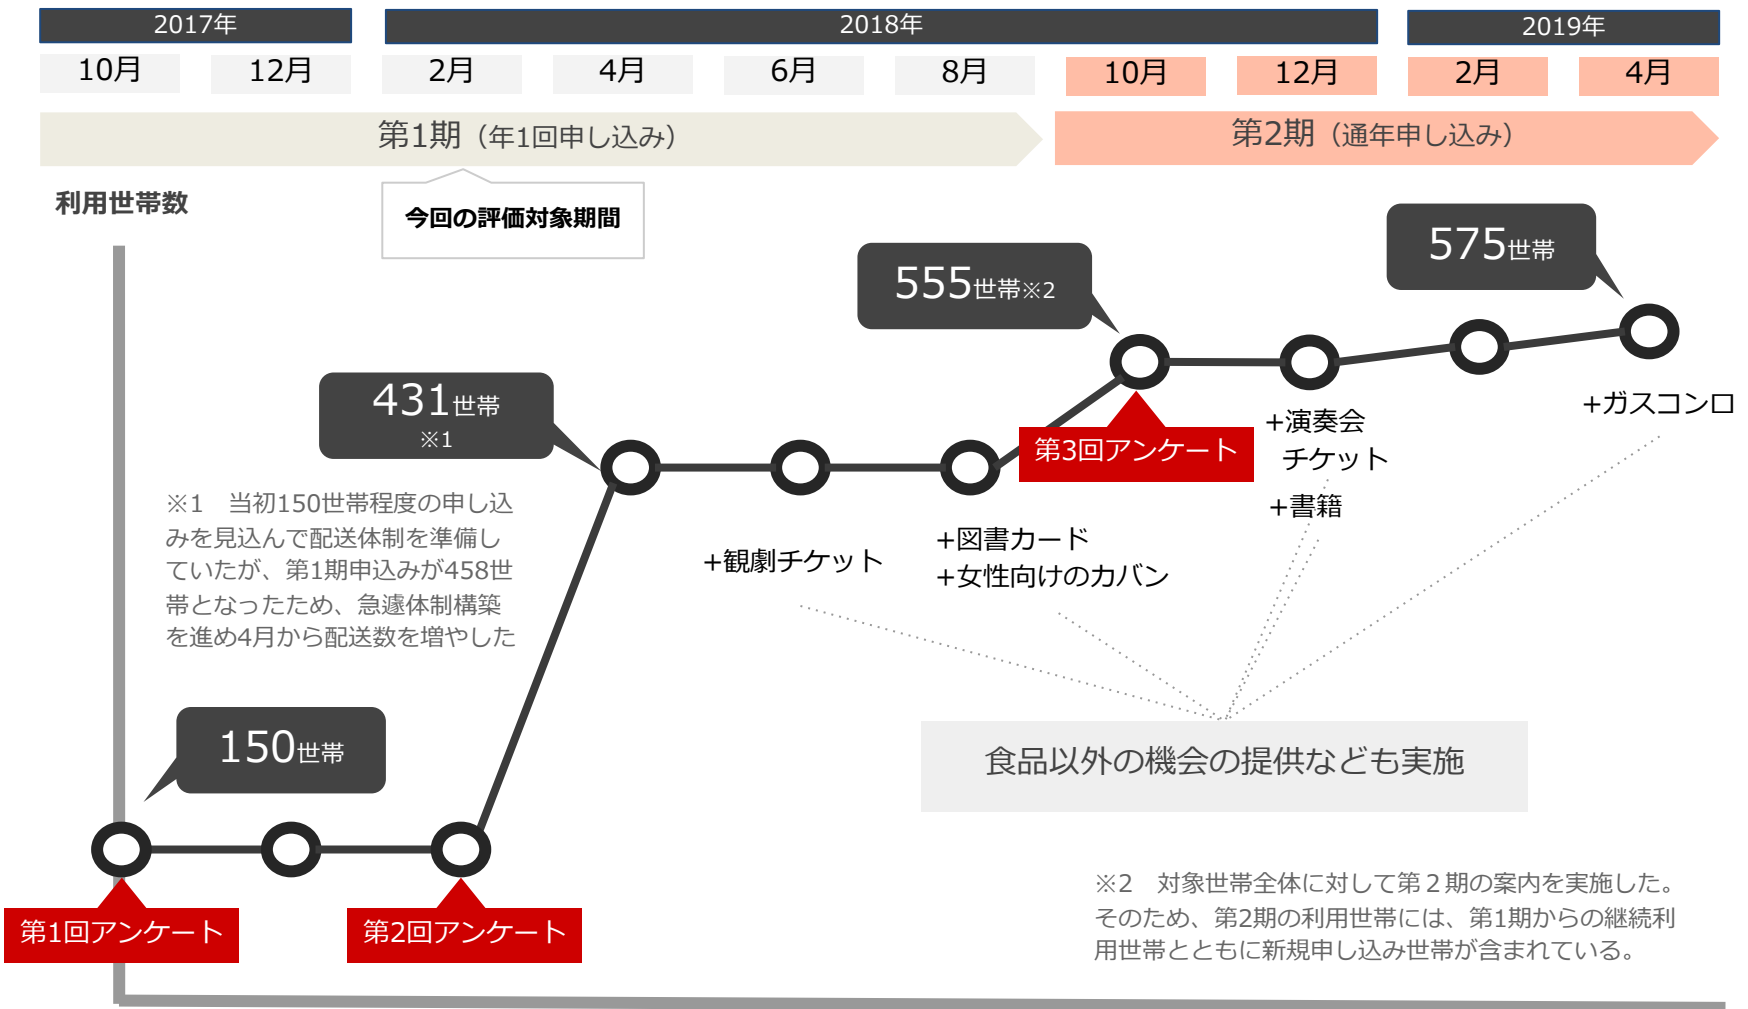 2017年
2018年
2019年
10月
12月
2月
4月
6月
8月
10月
12月
2月
4月
第1期（年1回申し込み）
第2期（通年申し込み）
利用世帯数
今回の評価対象期間
575世帯
555世帯※2
431世帯
※1
+ガスコンロ
+演奏会
チケット
+書籍
第3回アンケート
※1　当初150世帯程度の申し込
みを見込んで配送体制を準備し
ていたが、第1期申込みが458世
帯となったため、急遽体制構築
を進め4月から配送数を増やした
+観劇チケット
+図書カード
+女性向けのカバン
150世帯
食品以外の機会の提供なども実施
第1回アンケート
第2回アンケート
※2　対象世帯全体に対して第２期の案内を実施した。
そのため、第2期の利用世帯には、第1期からの継続利
用世帯とともに新規申し込み世帯が含まれている。